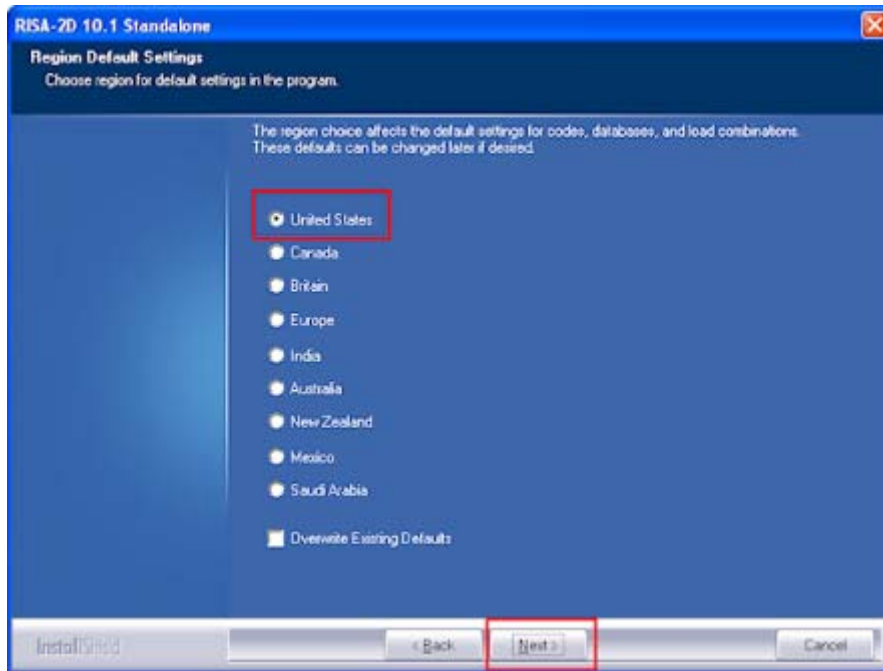 RISA-2D 10.1 Standalone
Region Default Settings
Choose region for default settings in the program.
The region choice affects the default settings for codes, databases, and load combinations.
These defaults can be changed later if desired.
United States
Canada
Britain
Europe
India
Australia
New Zealand
Mexico
Saudi Arabia
Overwrite Existing Defaults
InstallShield
< Back
Next >
Cancel